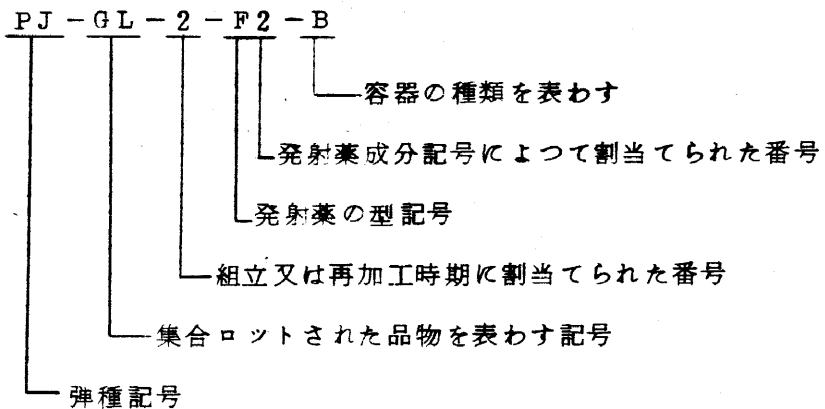 PJ-GL-2-F2-B
容器の種類を表わす
発射薬成分記号によつて割当てられた番号
発射薬の型記号
組立又は再加工時期に割当てられた番号
集合ロットされた品物を表わす記号
弾種記号